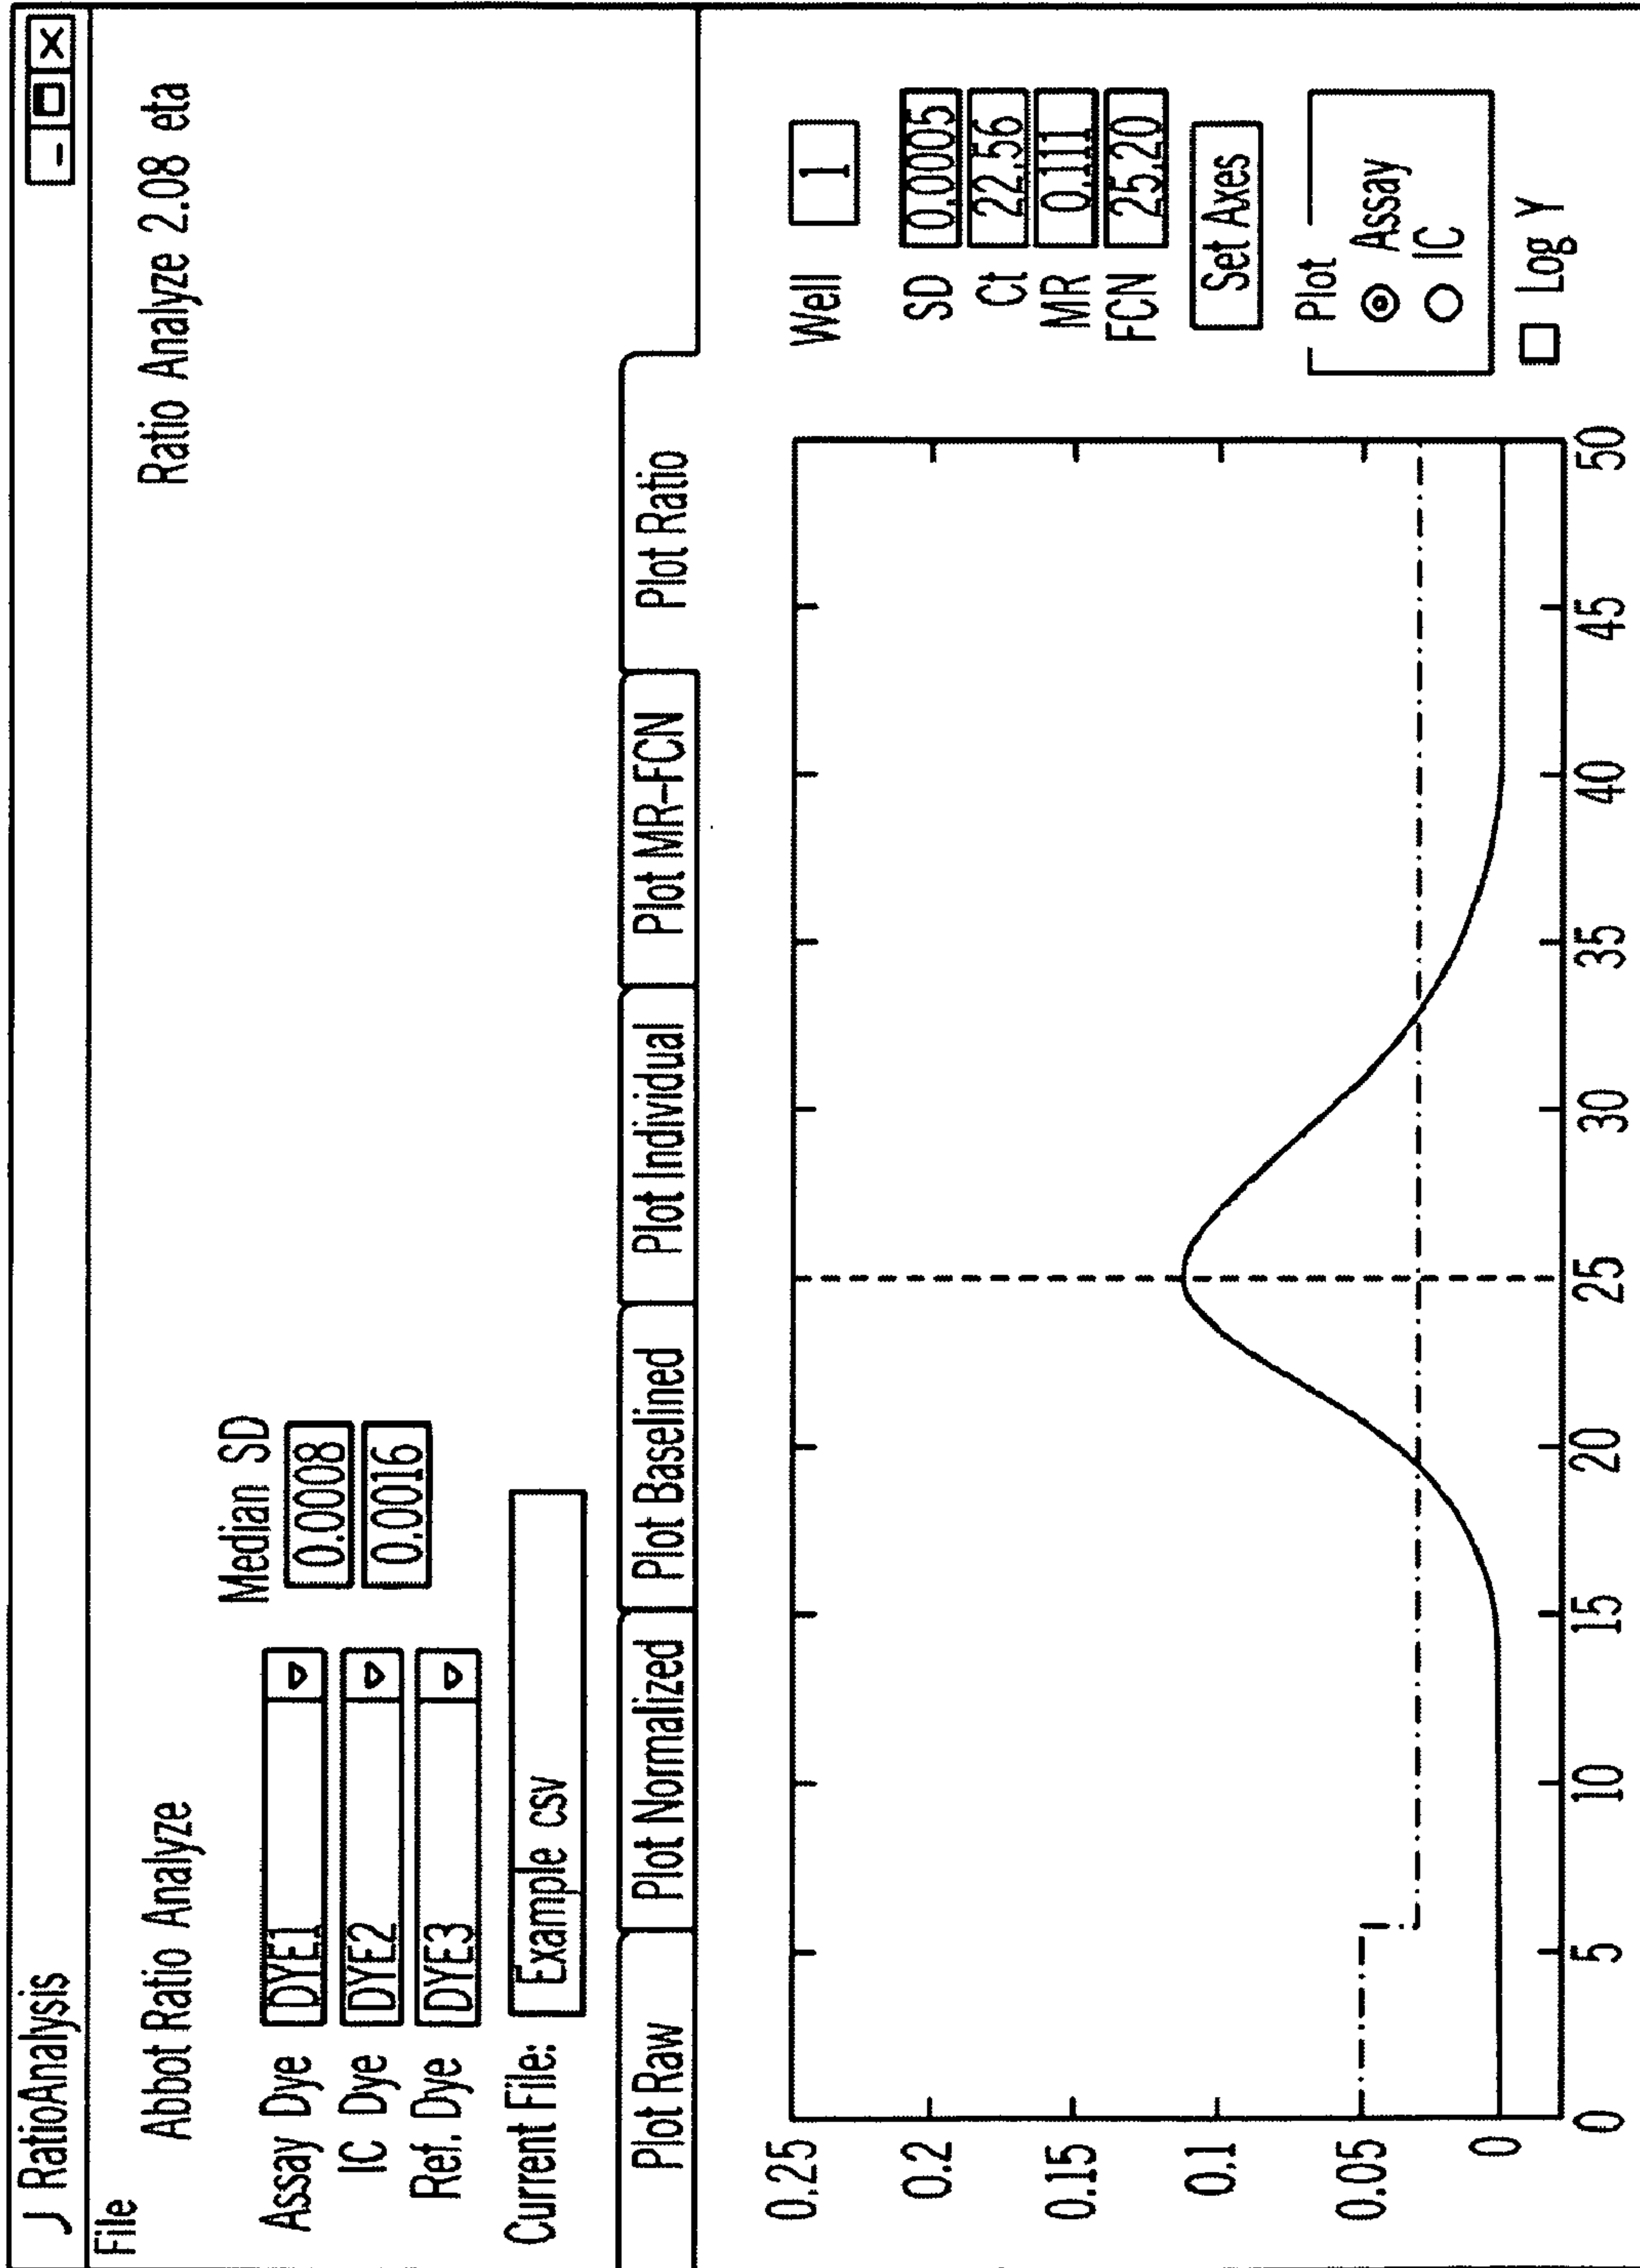 J RatioAnalysis
File
Abbot Ratio Analyze
Ratio Analyze 2.08 eta
Median SD
Assay Dye DYE1 0.0008
IC Dye DYE2 0.0016
Ref. Dye DYE3
Current File: Example csv
Plot Raw Plot Normalized Plot Baselined Plot Individual Plot MR-FCN Plot Ratio
0.25
0.2
0.15
0.1
0.05
0
0 5 10 15 20 25 30 35 40 45 50
Well 1
SD 0.0005
Ct 22.56
MR 0.111
FCN 25.20
Set Axes
Plot
Assay
IC
Log Y